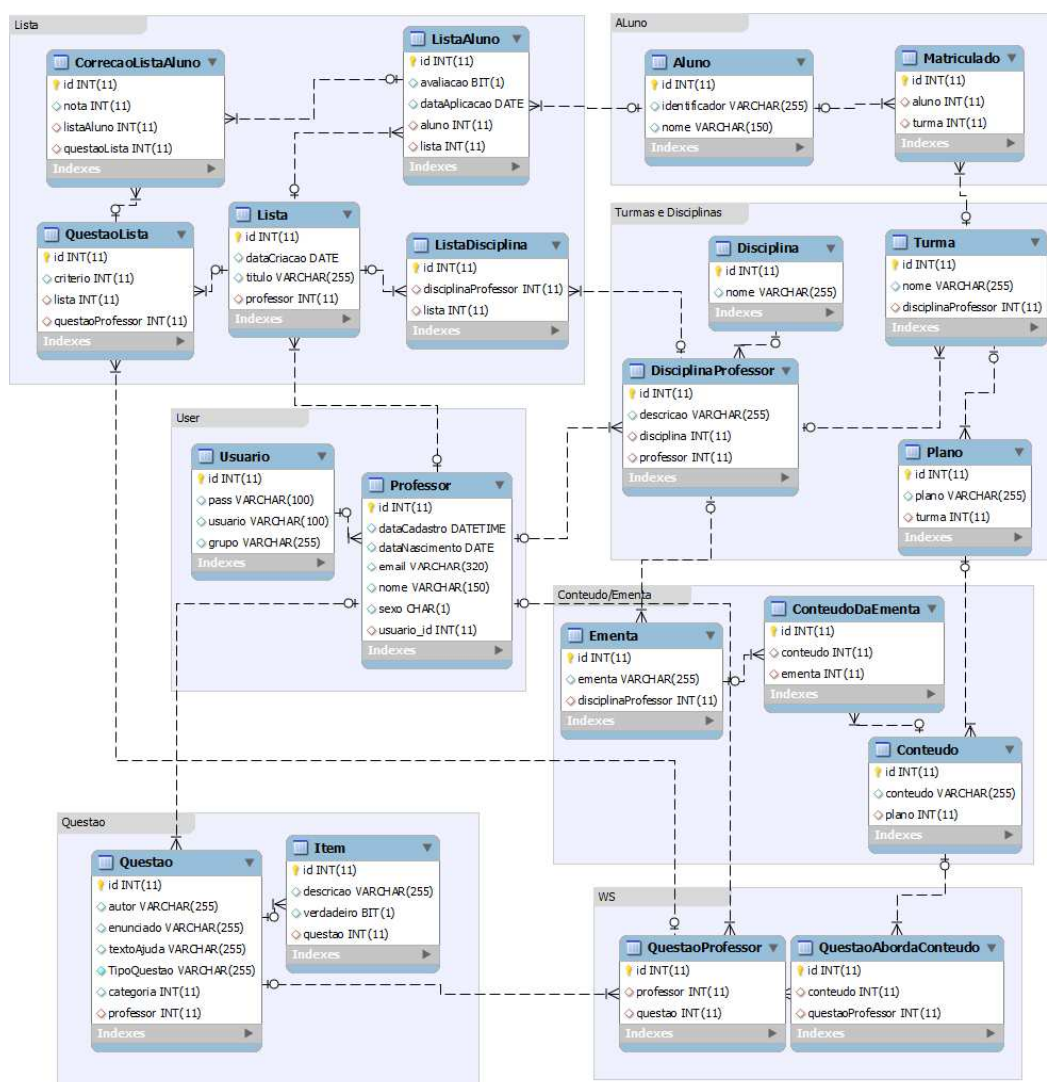 Lista
CorrecaoListaAluno
id INT(11)
nota INT(11)
listaAluno INT(11)
questaoLista INT(11)
Indexes
ListaAluno
id INT(11)
avaliacao BIT(1)
dataAplicacao DATE
aluno INT(11)
lista INT(11)
Indexes
QuestaoLista
id INT(11)
criterio INT(11)
lista INT(11)
questaoProfessor INT(11)
Indexes
Lista
id INT(11)
dataCriacao DATE
titulo VARCHAR(255)
professor INT(11)
Indexes
ListaDisciplina
id INT(11)
disciplinaProfessor INT(11)
lista INT(11)
Indexes
ALuno
Aluno
id INT(11)
identificador VARCHAR(255)
nome VARCHAR(150)
Indexes
Matriculado
id INT(11)
aluno INT(11)
turma INT(11)
Indexes
Turmas e Disciplinas
Disciplina
id INT(11)
nome VARCHAR(255)
Indexes
Turma
id INT(11)
nome VARCHAR(255)
disciplinaProfessor INT(11)
Indexes
DisciplinaProfessor
id INT(11)
descricao VARCHAR(255)
disciplina INT(11)
professor INT(11)
Indexes
Plano
id INT(11)
plano VARCHAR(255)
turma INT(11)
Indexes
User
Usuario
id INT(11)
pass VARCHAR(100)
usuario VARCHAR(100)
grupo VARCHAR(255)
Indexes
Professor
id INT(11)
dataCadastro DATETIME
dataNascimento DATE
email VARCHAR(320)
nome VARCHAR(150)
sexo CHAR(1)
usuario_id INT(11)
Indexes
Conteudo/Ementa
Ementa
id INT(11)
ementa VARCHAR(255)
disciplinaProfessor INT(11)
Indexes
ConteudoDaEmenta
id INT(11)
conteudo INT(11)
ementa INT(11)
Indexes
Conteudo
id INT(11)
conteudo VARCHAR(255)
plano INT(11)
Indexes
Questao
Questao
id INT(11)
autor VARCHAR(255)
enunciado VARCHAR(255)
textoAjuda VARCHAR(255)
TipoQuestao VARCHAR(255)
categoria INT(11)
professor INT(11)
Indexes
Item
id INT(11)
descricao VARCHAR(255)
verdadeiro BIT(1)
questao INT(11)
Indexes
WS
QuestaoProfessor
id INT(11)
professor INT(11)
questao INT(11)
Indexes
QuestaoAbordaConteudo
id INT(11)
conteudo INT(11)
questaoProfessor INT(11)
Indexes